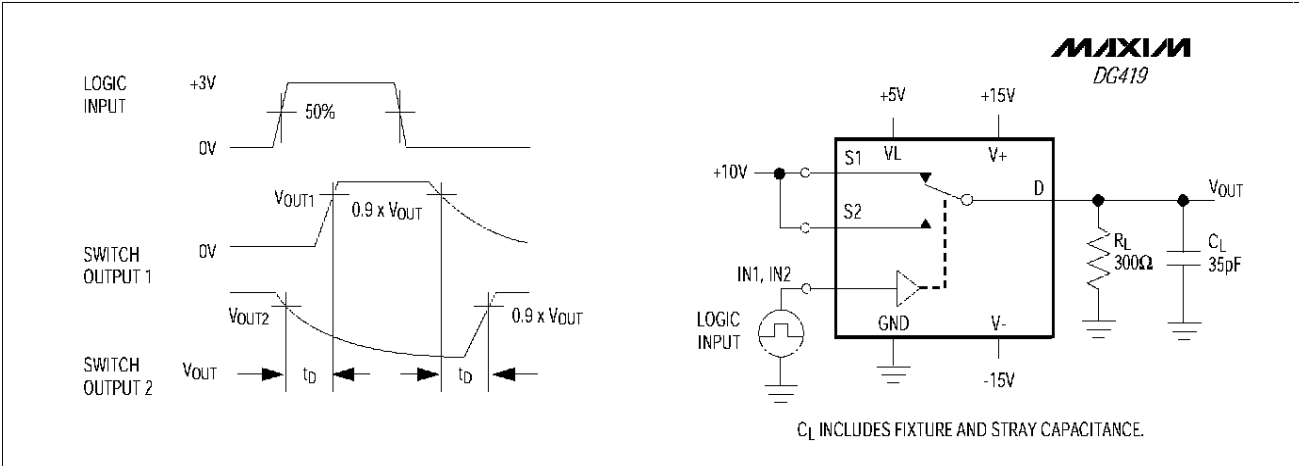 LOGIC
INPUT
+3V
50%
0V
VOUT1
0.9 x VOUT
0V
SWITCH
OUTPUT 1
VOUT2
0.9 x VOUT
SWITCH
OUTPUT 2
VOUT
tD
tD
MAXIM
DG419
+5V
+15V
S1
VL
V+
+10V
D
VOUT
S2
RL
300Ω
CL
35pF
IN1, IN2
LOGIC
INPUT
GND
V-
-15V
CL INCLUDES FIXTURE AND STRAY CAPACITANCE.